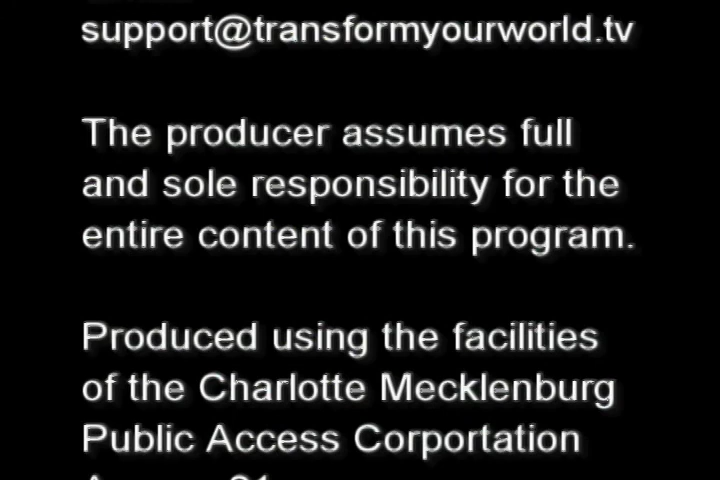 support@transformyourworld.tv
The producer assumes full
and sole responsibility for the
entire content of this program.
Produced using the facilities
of the Charlotte Mecklenburg
Public Access Corportation